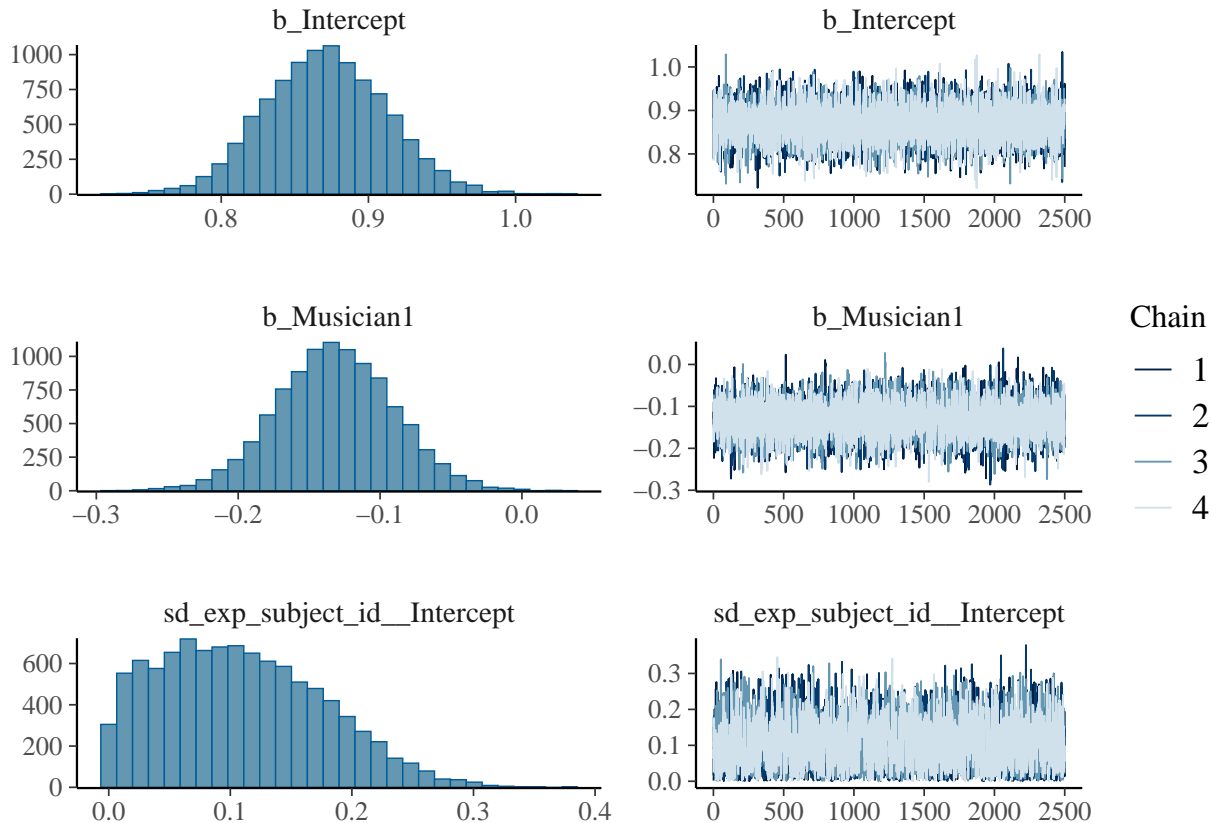 b_Intercept
1000
750
500
250
0
0.8 0.9 1.0
b_Intercept
1.0
0.9
0.8
0 500 1000 1500 2000 2500
b_Musician1
1000
750
500
250
0
−0.3 −0.2 −0.1 0.0
b_Musician1
0.0
−0.1
−0.2
−0.3
0 500 1000 1500 2000 2500
Chain
1
2
3
4
sd_exp_subject_id__Intercept
600
400
200
0
0.0 0.1 0.2 0.3 0.4
sd_exp_subject_id__Intercept
0.3
0.2
0.1
0.0
0 500 1000 1500 2000 2500